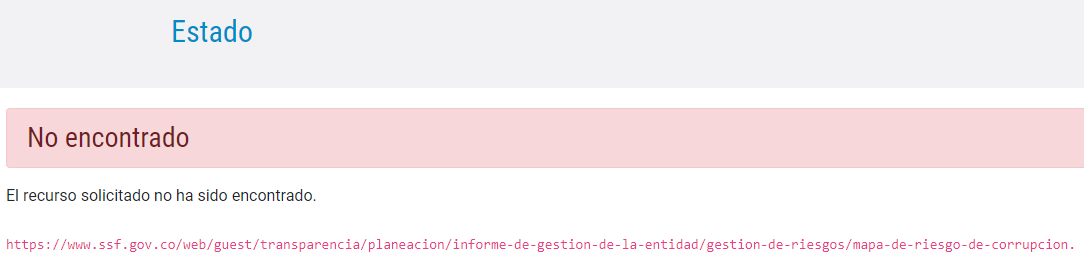 Estado
No encontrado
El recurso solicitado no ha sido encontrado.
https://www.ssf.gov.co/web/guest/transparencia/planeacion/informe-de-gestion-de-la-entidad/gestion-de-riesgos/mapa-de-riesgo-de-corrupcion.